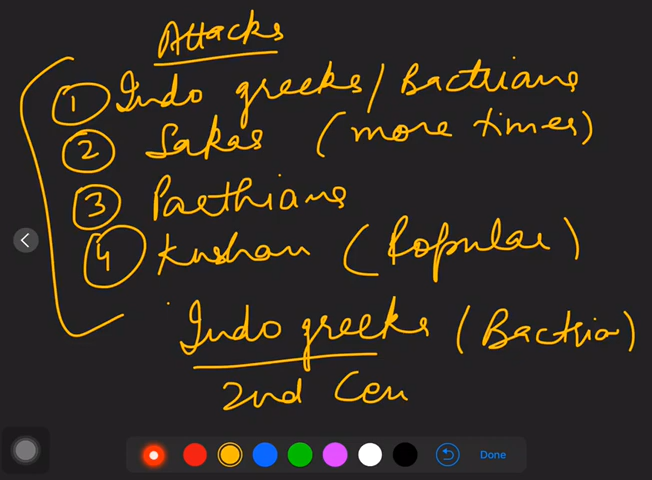 Attacks
① Indo greeks/Bactrians
② Sakas (more times)
③ Parthians
④ Kushan (Popular)
Indo greeks (Bactria)
2nd Cen
Done